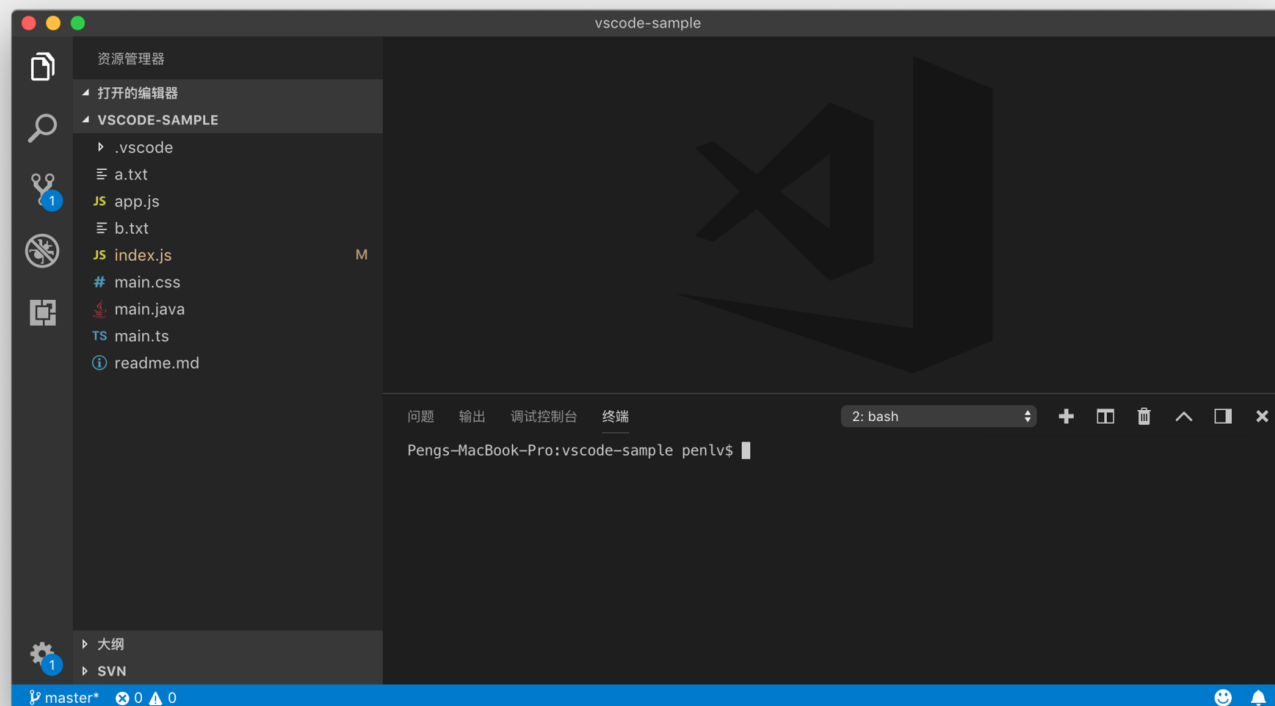 vscode-sample
资源管理器
打开的编辑器
VSCODE-SAMPLE
.vscode
a.txt
JS app.js
b.txt
JS index.js M
# main.css
main.java
TS main.ts
readme.md
大纲
SVN
1
1
问题 输出 调试控制台 终端 2: bash
Pengs-MacBook-Pro:vscode-sample penlv$
master* 0 0